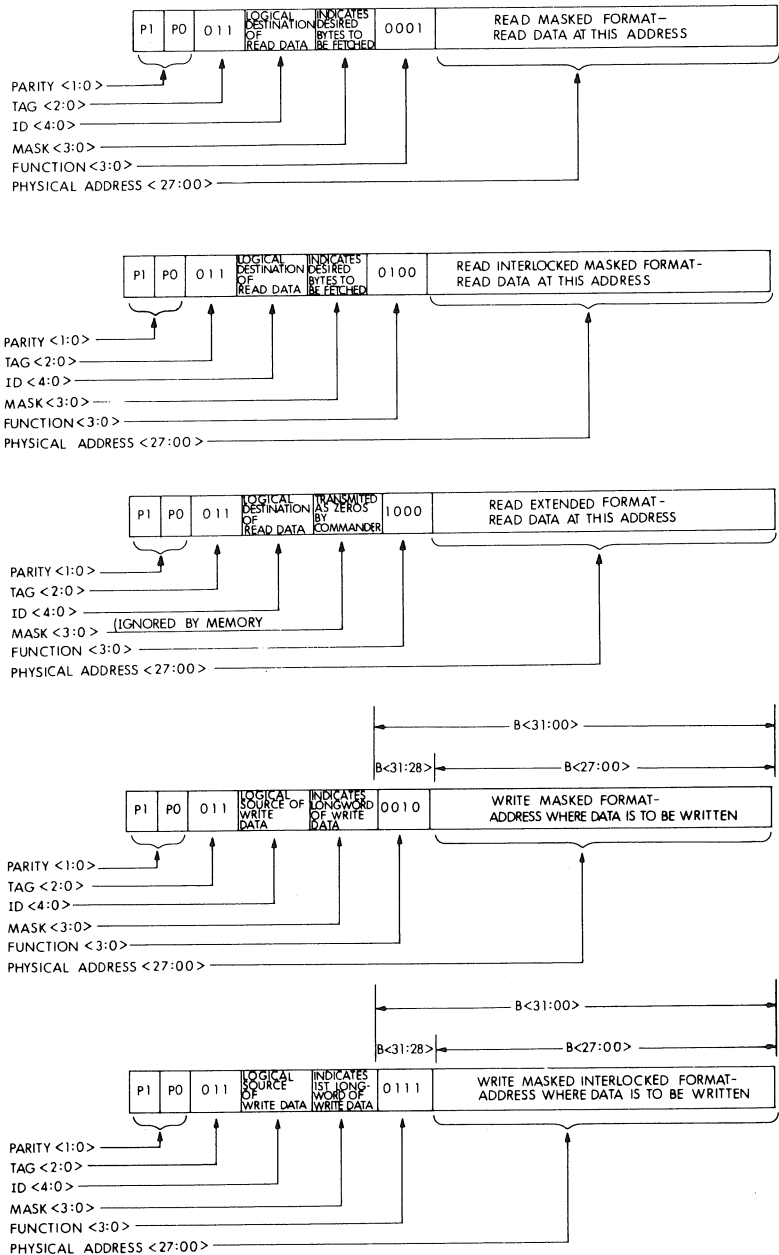 P1 P0 011 LOGICAL DESTINATION OF READ DATA INDICATES DESIRED BYTES TO BE FETCHED 0001 READ MASKED FORMAT— READ DATA AT THIS ADDRESS
PARITY <1:0>
TAG <2:0>
ID <4:0>
MASK <3:0>
FUNCTION <3:0>
PHYSICAL ADDRESS <27:00>
P1 P0 011 LOGICAL DESTINATION OF READ DATA INDICATES DESIRED BYTES TO BE FETCHED 0100 READ INTERLOCKED MASKED FORMAT- READ DATA AT THIS ADDRESS
PARITY <1:0>
TAG <2:0>
ID <4:0>
MASK <3:0>
FUNCTION <3:0>
PHYSICAL ADDRESS <27:00>
P1 P0 011 LOGICAL DESTINATION OF READ DATA TRANSMITED AS ZEROS BY COMMANDER 1000 READ EXTENDED FORMAT- READ DATA AT THIS ADDRESS
PARITY <1:0>
TAG <2:0>
ID <4:0>
MASK <3:0> (IGNORED BY MEMORY
FUNCTION <3:0>
PHYSICAL ADDRESS <27:00>
B<31:00>
B<31:28> B<27:00>
P1 P0 011 LOGICAL SOURCE OF WRITE DATA INDICATES LONGWORD OF WRITE DATA 0010 WRITE MASKED FORMAT- ADDRESS WHERE DATA IS TO BE WRITTEN
PARITY <1:0>
TAG <2:0>
ID <4:0>
MASK <3:0>
FUNCTION <3:0>
PHYSICAL ADDRESS <27:00>
B<31:00>
B<31:28> B<27:00>
P1 P0 011 LOGICAL SOURCE OF WRITE DATA INDICATES 1ST LONG- WORD OF WRITE DATA 0111 WRITE MASKED INTERLOCKED FORMAT- ADDRESS WHERE DATA IS TO BE WRITTEN
PARITY <1:0>
TAG <2:0>
ID <4:0>
MASK <3:0>
FUNCTION <3:0>
PHYSICAL ADDRESS <27:00>